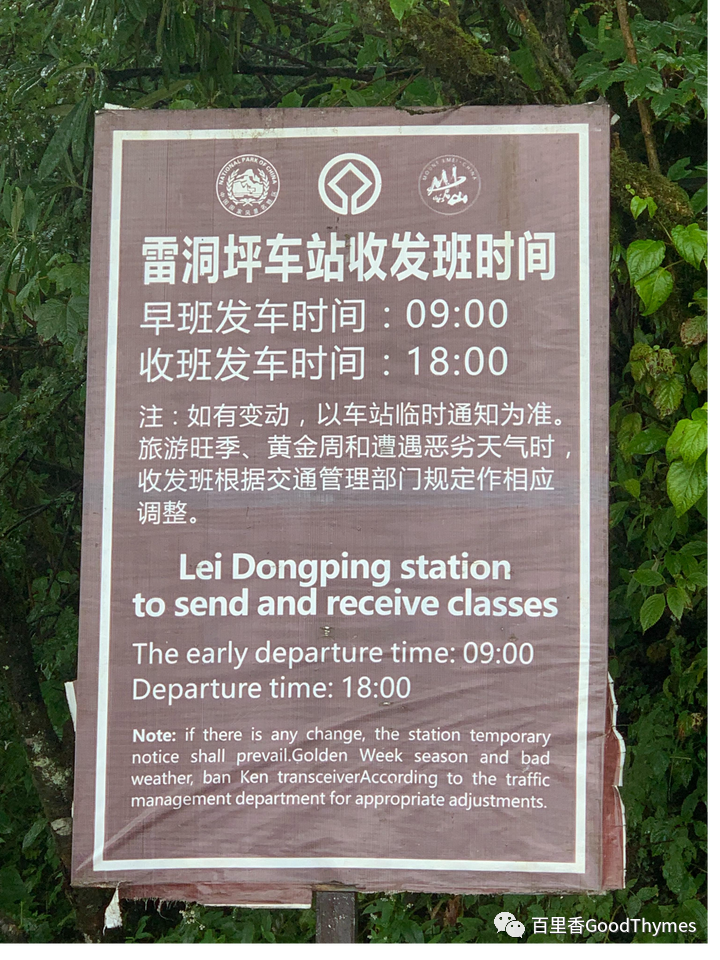 NATIONAL PARK OF CHINA
MOUNT EMEI·CHINA
雷洞坪车站收发班时间
早班发车时间：09:00
收班发车时间：18:00
注：如有变动，以车站临时通知为准。
旅游旺季、黄金周和遭遇恶劣天气时，
收发班根据交通管理部门规定作相应
调整。
Lei Dongping station
to send and receive classes
The early departure time: 09:00
Departure time: 18:00
Note: if there is any change, the station temporary
notice shall prevail.Golden Week season and bad
weather, ban Ken transceiverAccording to the traffic
management department for appropriate adjustments.
百里香GoodThymes